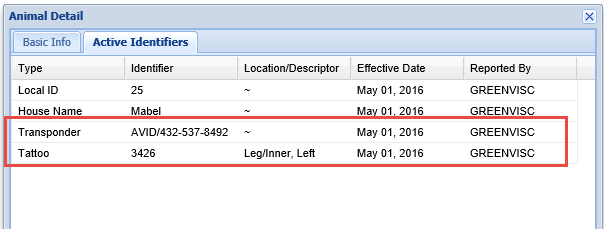 Animal Detail
Basic Info Active Identifiers
Type Identifier Location/Descriptor Effective Date Reported By
Local ID 25 ~ May 01, 2016 GREENVISC
House Name Mabel ~ May 01, 2016 GREENVISC
Transponder AVID/432-537-8492 ~ May 01, 2016 GREENVISC
Tattoo 3426 Leg/Inner, Left May 01, 2016 GREENVISC